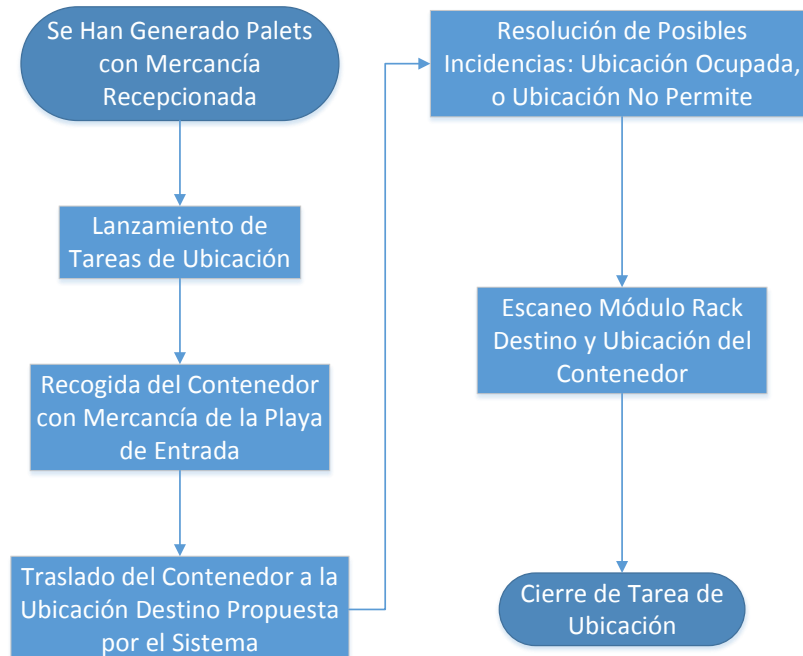 Se Han Generado Palets
con Mercancía
Recepcionada
Lanzamiento de
Tareas de Ubicación
Recogida del Contenedor
con Mercancía de la Playa
de Entrada
Traslado del Contenedor a la
Ubicación Destino Propuesta
por el Sistema
Resolución de Posibles
Incidencias: Ubicación Ocupada,
o Ubicación No Permite
Escaneo Módulo Rack
Destino y Ubicación del
Contenedor
Cierre de Tarea de
Ubicación